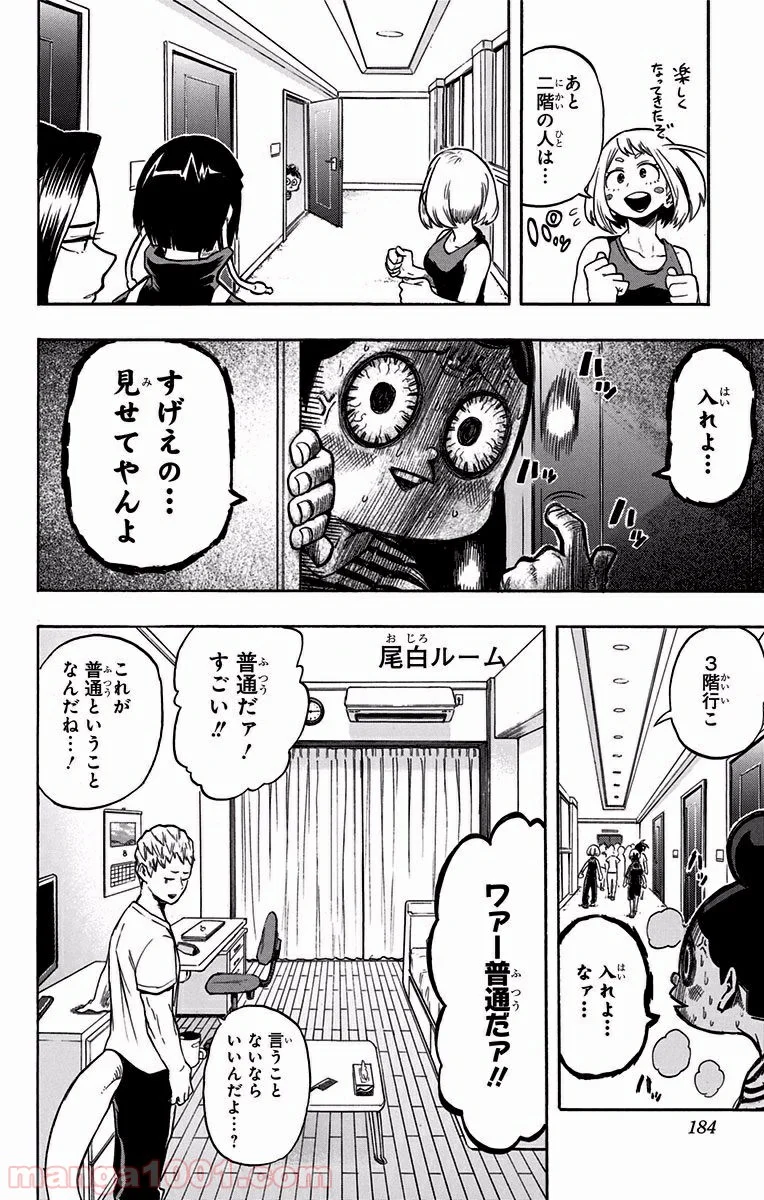 楽しく
なってきたぞ
あと
二階の人は…
入れよ…
すげえの…
見せてやんよ
３階行こ
入れよ…
なァ…
尾白ルーム
ワァー普通だァ!!
普通だァ!
すごい!!
これが
普通ということ
なんだね…!
言うこと
ないなら
いいんだよ…?
184
manga1001.com